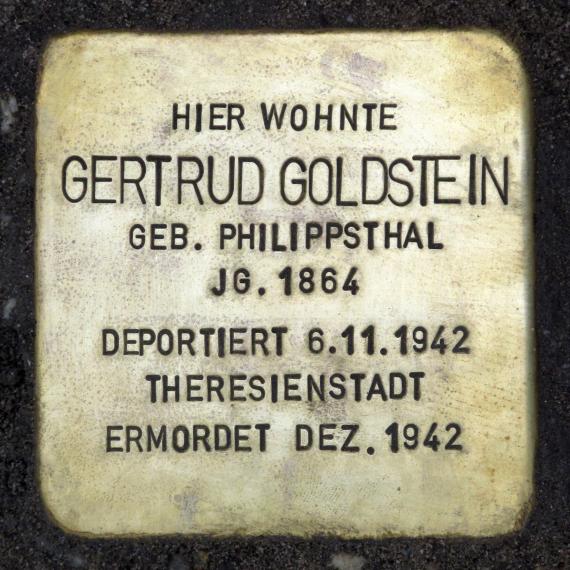 HIER WOHNTE
GERTRUD GOLDSTEIN
GEB. PHILIPPSTHAL
JG. 1864
DEPORTIERT 6.11.1942
THERESIENSTADT
ERMORDET DEZ. 1942